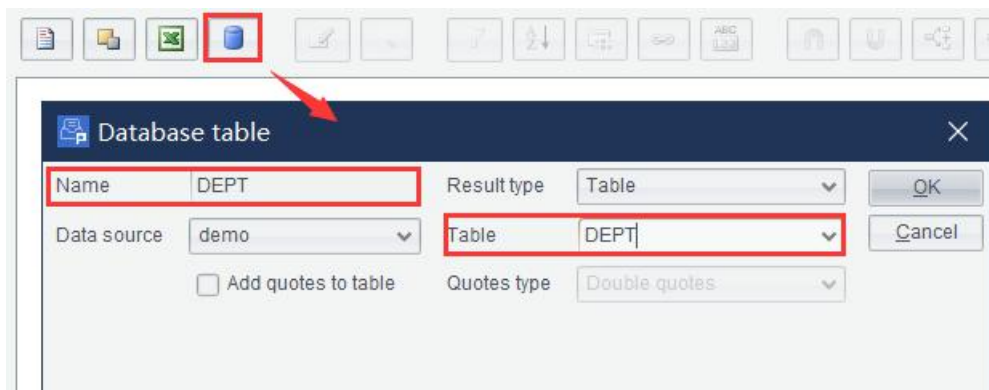 ABC
Database table
Name DEPT Result type Table OK
Data source demo Table DEPT Cancel
Add quotes to table Quotes type Double quotes